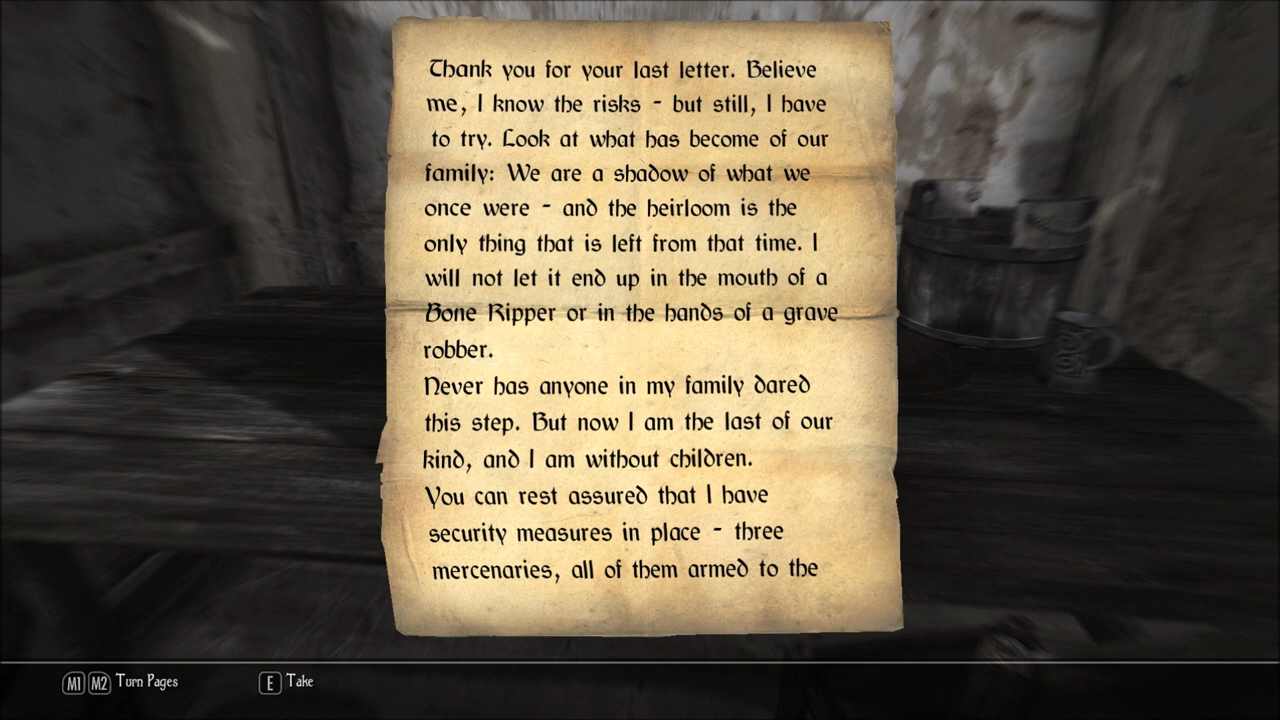 Thank you for your last letter. Believe
me, I know the risks - but still, I have
to try. Look at what has become of our
family: We are a shadow of what we
once were - and the heirloom is the
only thing that is left from that time. I
will not let it end up in the mouth of a
Bone Ripper or in the hands of a grave
robber.
Never has anyone in my family dared
this step. But now I am the last of our
kind, and I am without children.
You can rest assured that I have
security measures in place - three
mercenaries, all of them armed to the
M1 M2 Turn Pages E Take